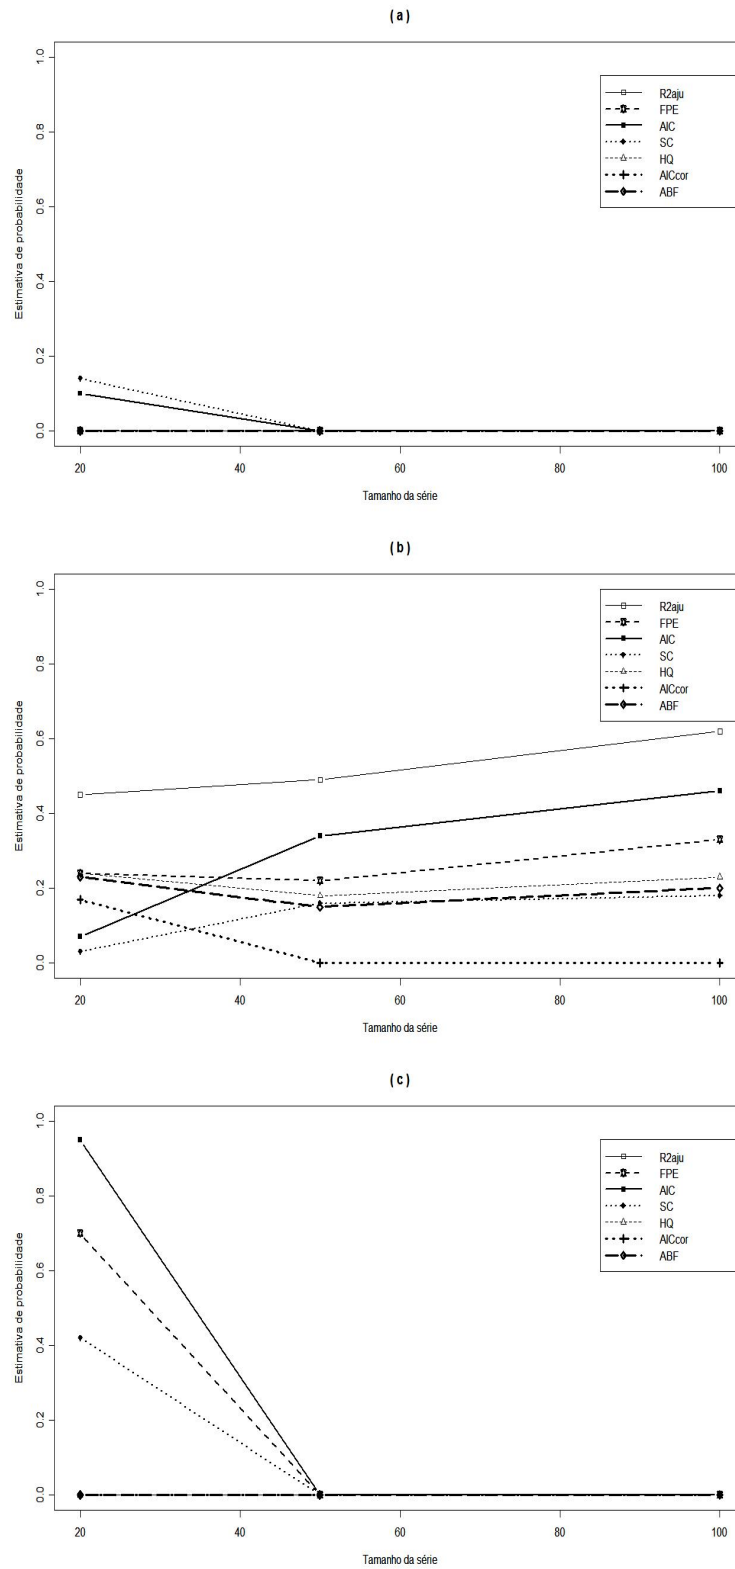 ( a )
1.0
0.8
0.6
0.4
0.2
0.0
Estimativa de probabilidade
R2aju
FPE
AIC
SC
HQ
AICcor
ABF
20 40 60 80 100
Tamanho da série
( b )
1.0
0.8
0.6
0.4
0.2
0.0
Estimativa de probabilidade
R2aju
FPE
AIC
SC
HQ
AICcor
ABF
20 40 60 80 100
Tamanho da série
( c )
1.0
0.8
0.6
0.4
0.2
0.0
Estimativa de probabilidade
R2aju
FPE
AIC
SC
HQ
AICcor
ABF
20 40 60 80 100
Tamanho da série